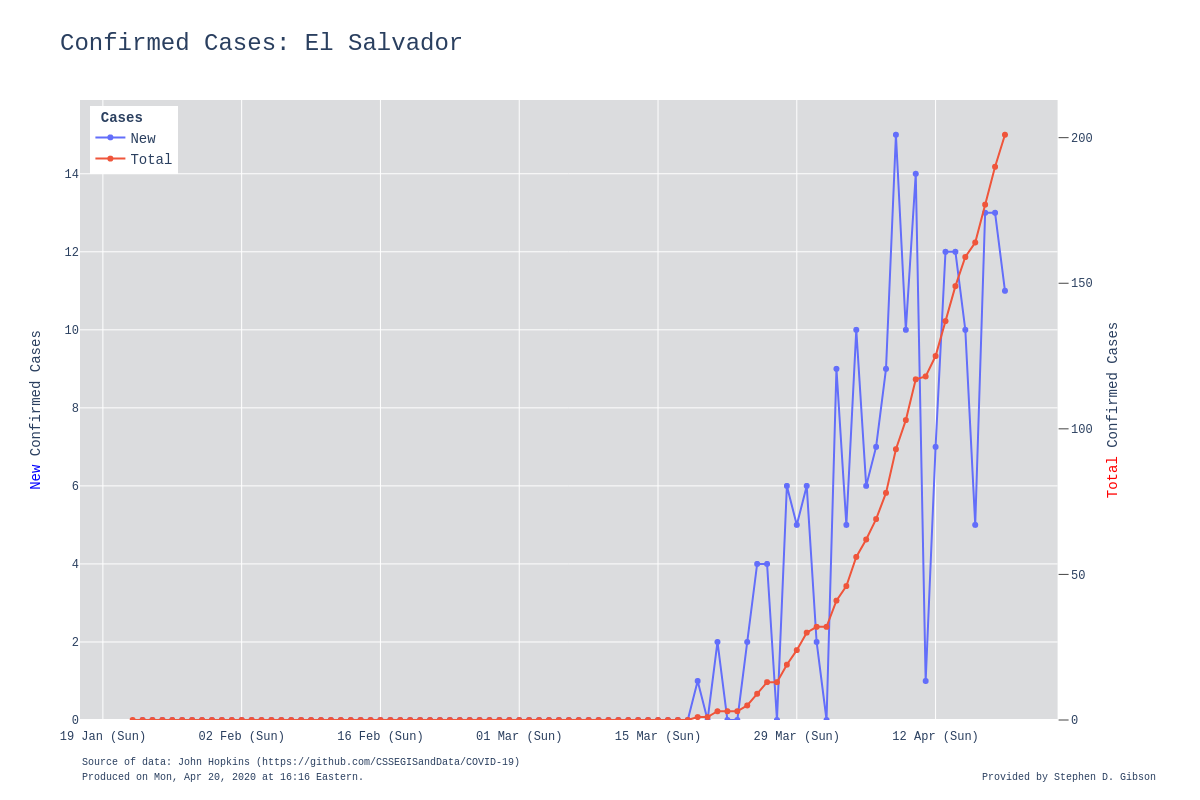 Confirmed Cases: El Salvador
Cases
New
Total
14
12
10
8
6
4
2
0
New Confirmed Cases
200
150
100
50
0
Total Confirmed Cases
19 Jan (Sun)
02 Feb (Sun)
16 Feb (Sun)
01 Mar (Sun)
15 Mar (Sun)
29 Mar (Sun)
12 Apr (Sun)
Source of data: John Hopkins (https://github.com/CSSEGISandData/COVID-19)
Produced on Mon, Apr 20, 2020 at 16:16 Eastern.
Provided by Stephen D. Gibson